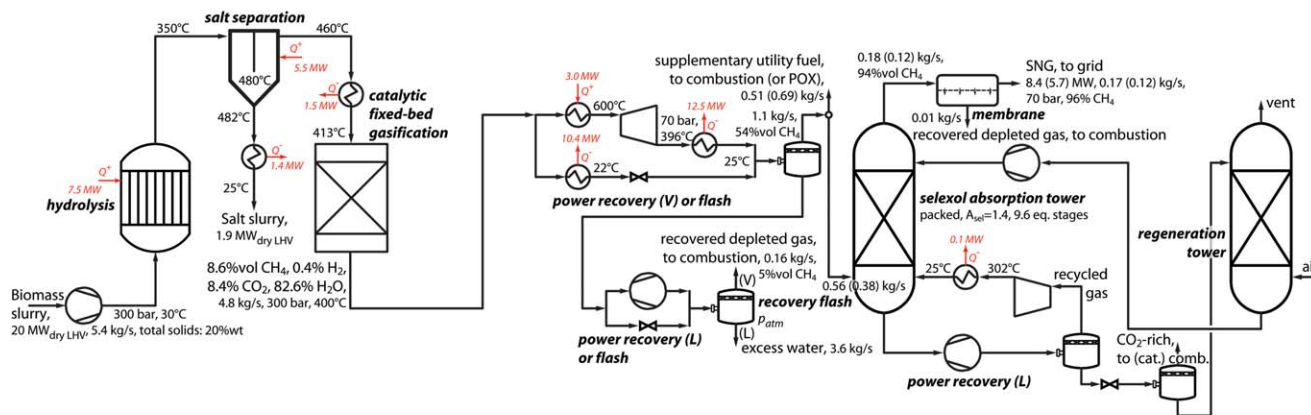 salt separation
350°C
460°C
Q+
5.5 MW
480°C
Q-
1.5 MW
catalytic
fixed-bed
gasification
482°C
413°C
Q-
1.4 MW
25°C
Salt slurry,
1.9 MWdry LHV
Q+
7.5 MW
hydrolysis
8.6%vol CH4, 0.4% H2,
8.4% CO2, 82.6% H2O,
4.8 kg/s, 300 bar, 400°C
Biomass
slurry,
300 bar, 30°C
20 MWdry LHV, 5.4 kg/s, total solids: 20%wt
supplementary utility fuel,
to combustion (or POX),
0.51 (0.69) kg/s
3.0 MW
Q+
600°C
12.5 MW
Q-
70 bar,
396°C
1.1 kg/s,
54%vol CH4
10.4 MW
Q-
22°C
25°C
power recovery (V) or flash
recovered depleted gas,
to combustion, 0.16 kg/s,
5%vol CH4
(V)
recovery flash
patm
(L)
excess water, 3.6 kg/s
power recovery (L)
or flash
0.18 (0.12) kg/s,
94%vol CH4
SNG, to grid
8.4 (5.7) MW, 0.17 (0.12) kg/s,
70 bar, 96% CH4
membrane
0.01 kg/s
recovered depleted gas, to combustion
selexol absorption tower
packed, Asel=1.4, 9.6 eq. stages
0.1 MW
Q-
25°C
302°C
recycled
gas
0.56 (0.38) kg/s
power recovery (L)
CO2-rich,
to (cat.) comb.
vent
regeneration
tower